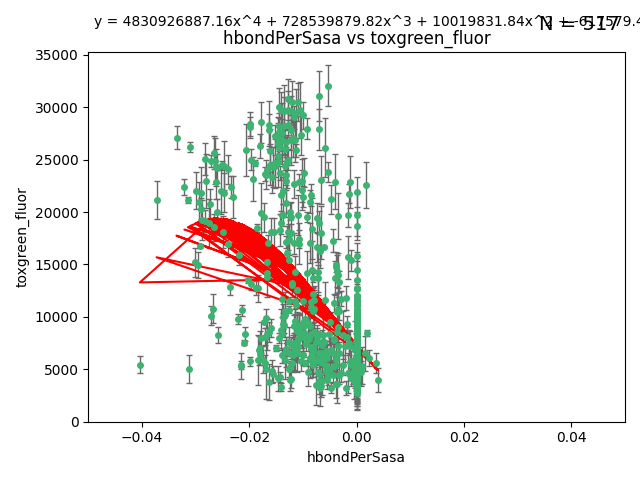 y = 4830926887.16x^4 + 728539879.82x^3 + 10019831.84x^2 +
N = 517
hbondPerSasa vs toxgreen_fluor
35000
30000
25000
20000
15000
10000
5000
0
toxgreen_fluor
−0.04
−0.02
0.00
0.02
0.04
hbondPerSasa